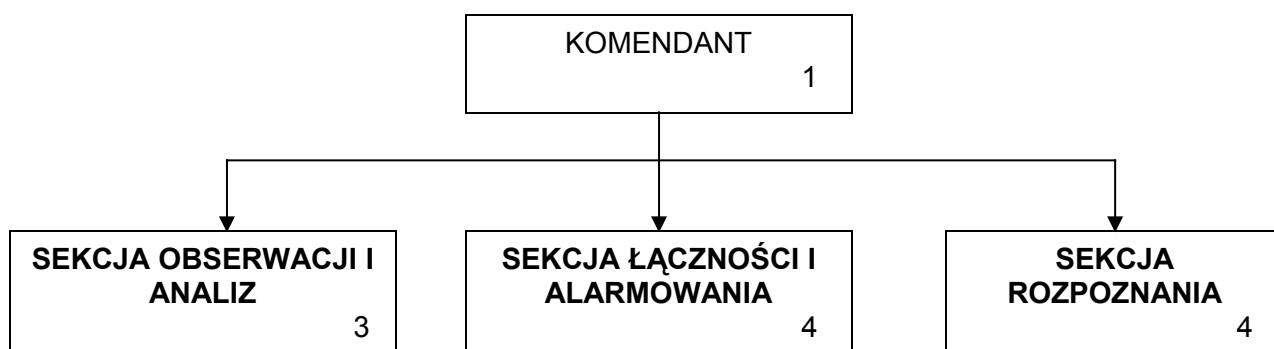 KOMENDANT
1
SEKCJA OBSERWACJI I
ANALIZ
3
SEKCJA ŁĄCZNOŚCI I
ALARMOWANIA
4
SEKCJA
ROZPOZNANIA
4